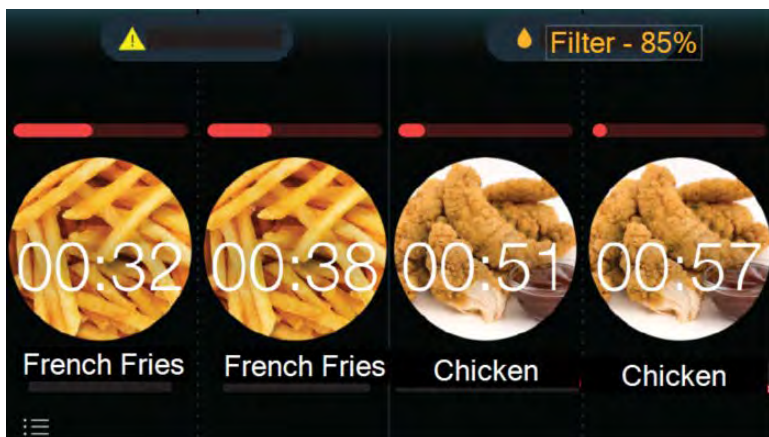 Filter - 85%
00:32 00:38 00:51 00:57
French Fries French Fries Chicken Chicken